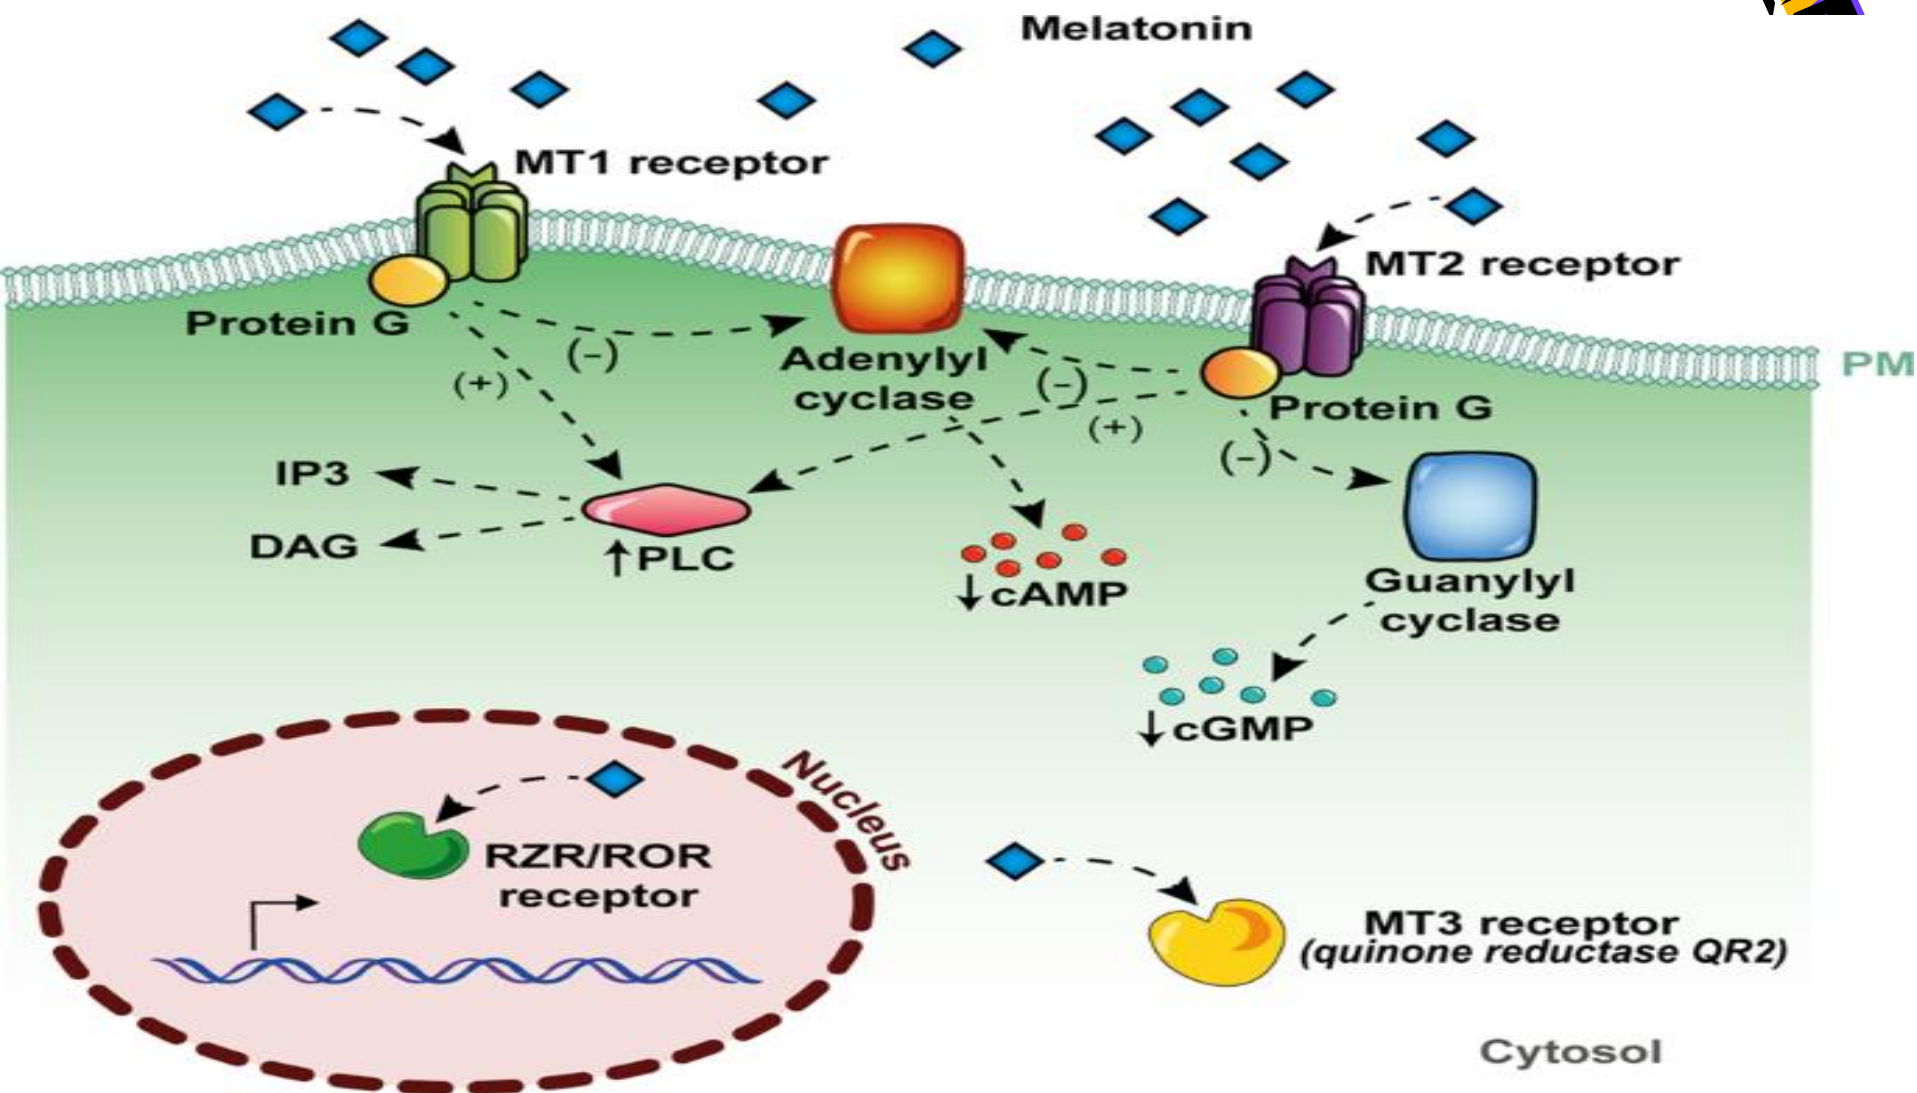 Melatonin
MT1 receptor
MT2 receptor
Protein G
(-)
(+)
Adenylyl
cyclase
(-)
(+)
Protein G
(-)
PM
IP3
DAG
↑PLC
↓cAMP
Guanylyl
cyclase
↓cGMP
Nucleus
RZR/ROR
receptor
MT3 receptor
(quinone reductase QR2)
Cytosol